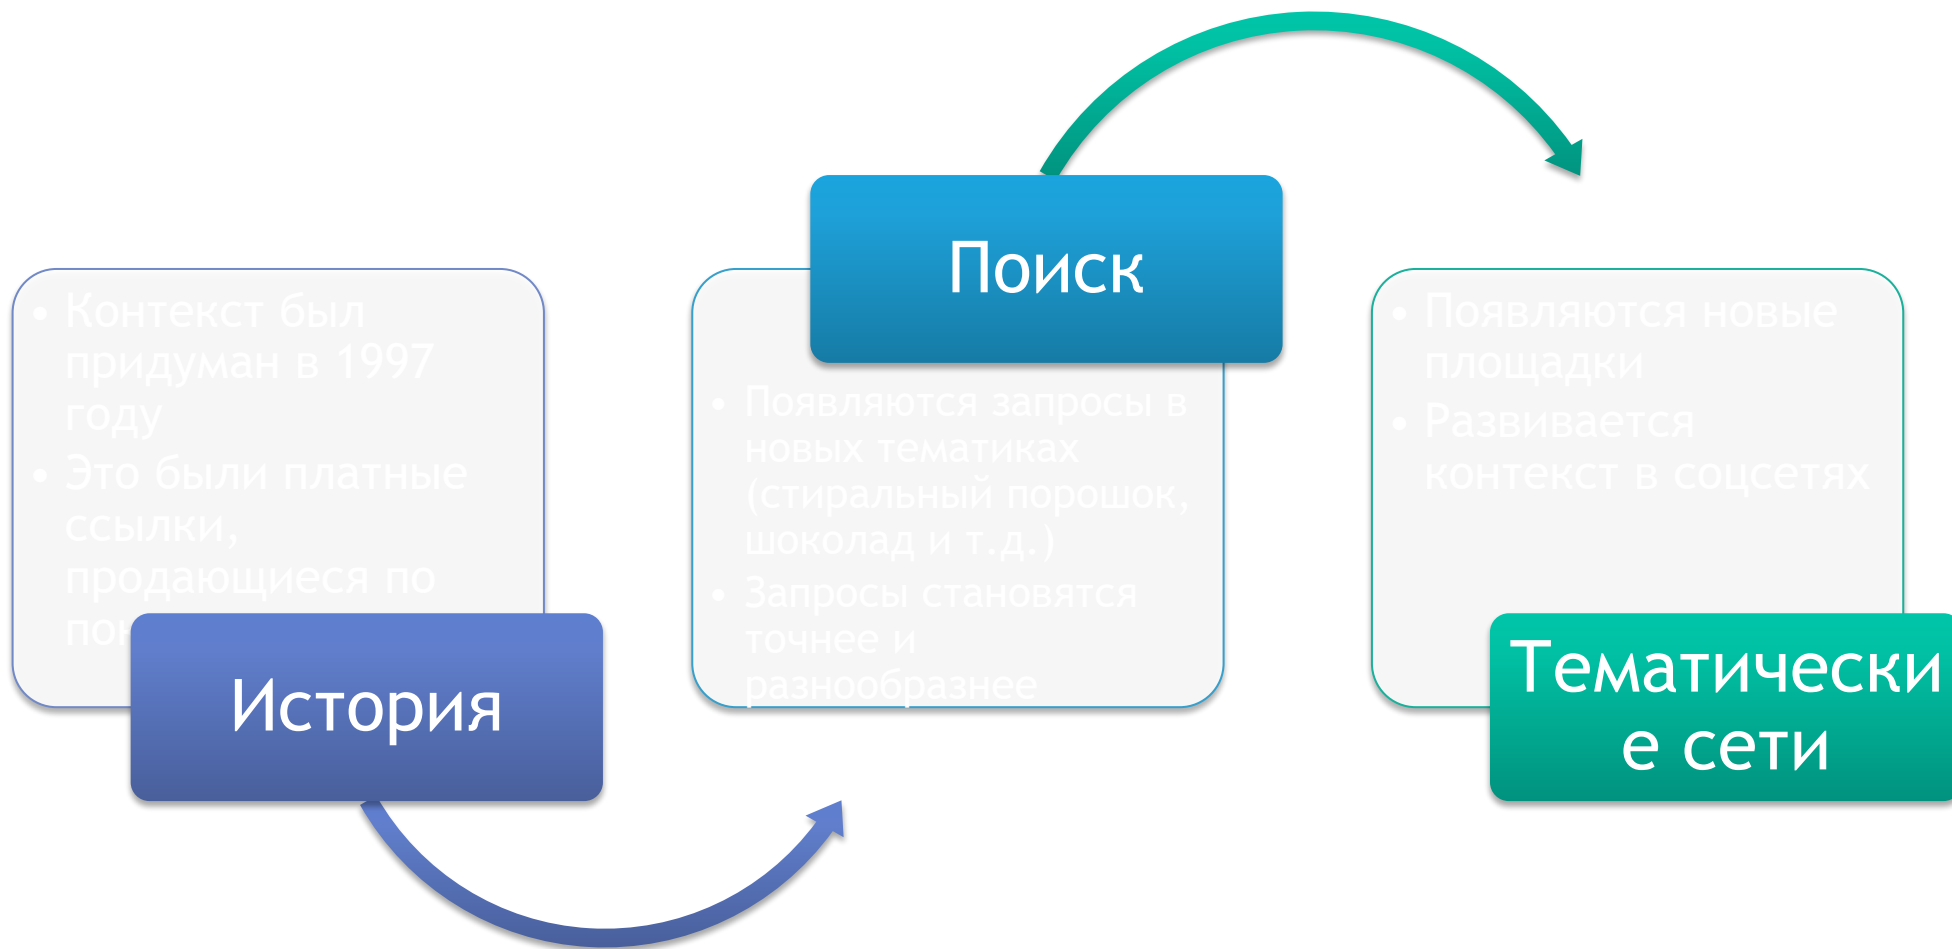 • Контекст был
придуман в 1997
году
• Это были платные
ссылки,
продающиеся по
История
Поиск
• Появляются запросы в
новых тематиках
(стиральный порошок,
шоколад и т.д.)
• Запросы становятся
точнее и
разнообразнее
• Появляются новые
площадки
• Развивается
контекст в соцсетях
Тематически
е сети